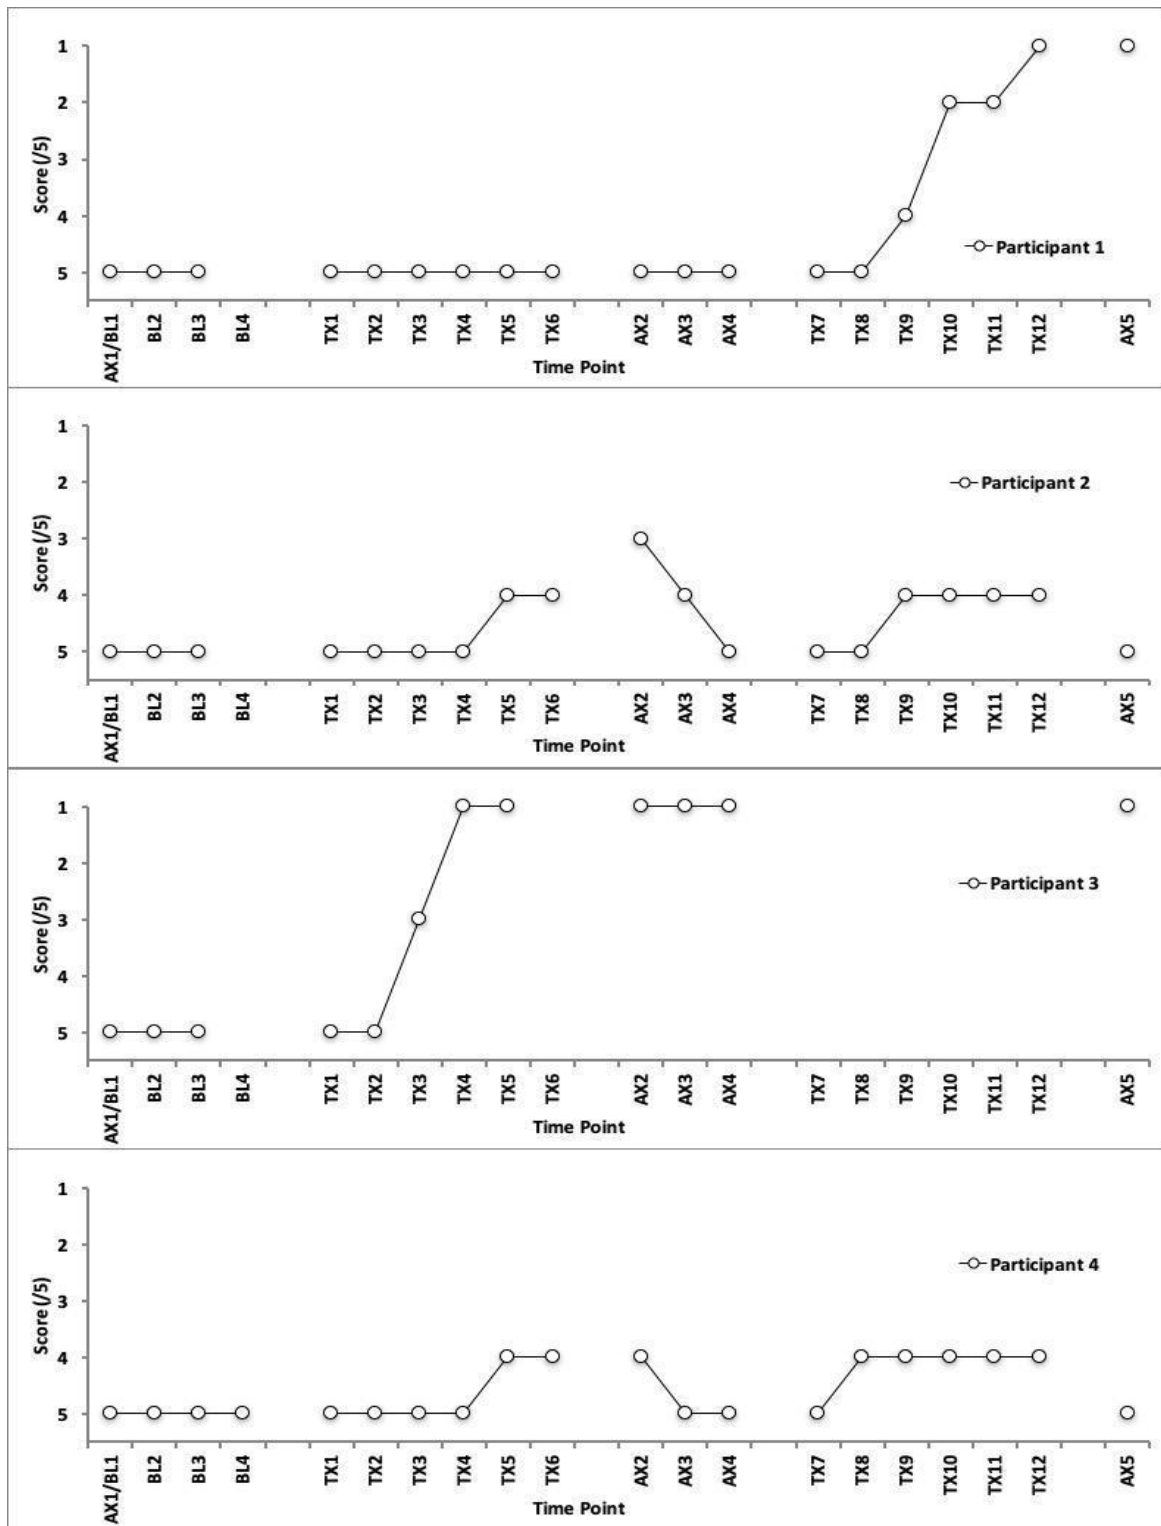 1
2
3
4
5
Score (/5)
Participant 1
AX1/BL1 BL2 BL3 BL4 TX1 TX2 TX3 TX4 TX5 TX6 AX2 AX3 AX4 TX7 TX8 TX9 TX10 TX11 TX12 AX5
Time Point
1
2
3
4
5
Score (/5)
Participant 2
AX1/BL1 BL2 BL3 BL4 TX1 TX2 TX3 TX4 TX5 TX6 AX2 AX3 AX4 TX7 TX8 TX9 TX10 TX11 TX12 AX5
Time Point
1
2
3
4
5
Score (/5)
Participant 3
AX1/BL1 BL2 BL3 BL4 TX1 TX2 TX3 TX4 TX5 TX6 AX2 AX3 AX4 TX7 TX8 TX9 TX10 TX11 TX12 AX5
Time Point
1
2
3
4
5
Score (/5)
Participant 4
AX1/BL1 BL2 BL3 BL4 TX1 TX2 TX3 TX4 TX5 TX6 AX2 AX3 AX4 TX7 TX8 TX9 TX10 TX11 TX12 AX5
Time Point